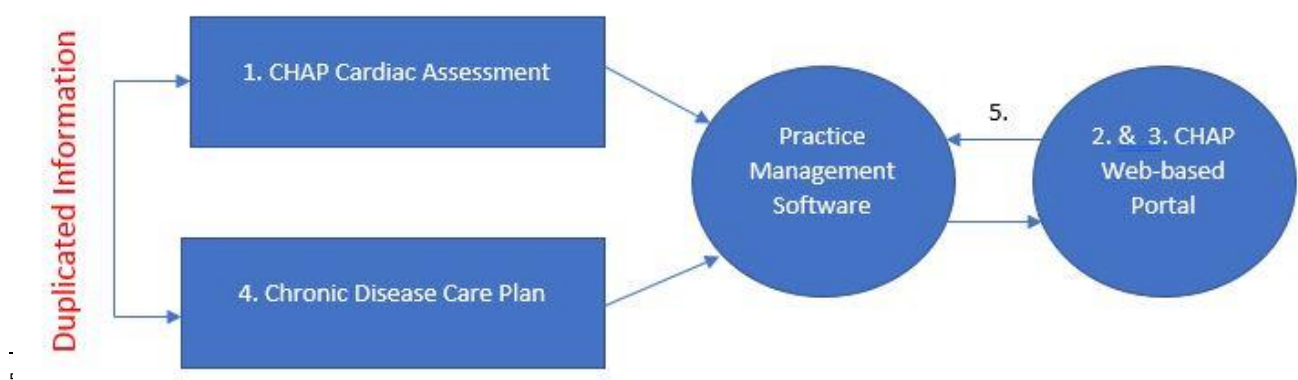 Duplicated Information
1. CHAP Cardiac Assessment
4. Chronic Disease Care Plan
Practice
Management
Software
5.
2. & 3. CHAP
Web-based
Portal